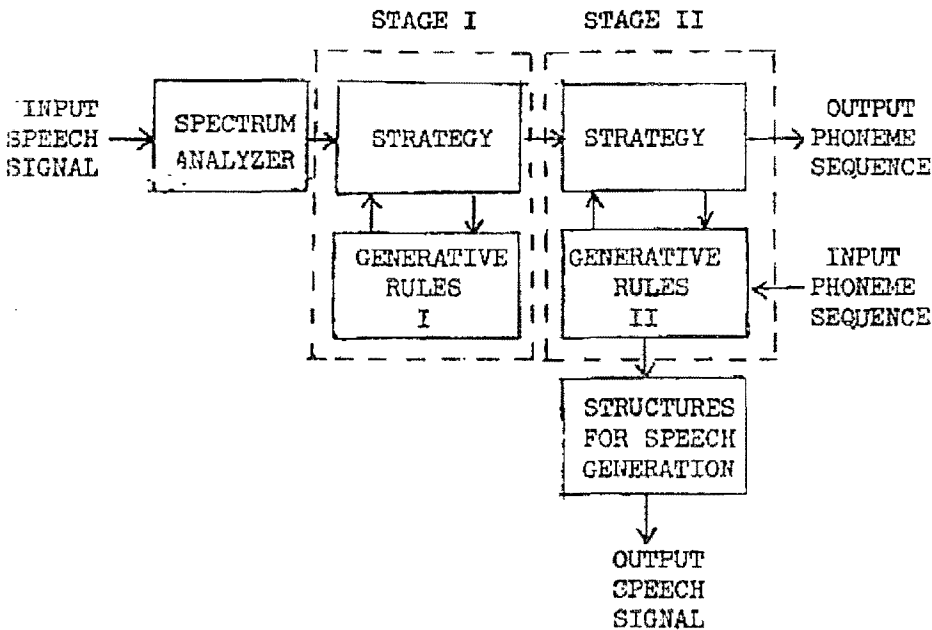 STAGE I
STAGE II
INPUT
SPEECH
SIGNAL
SPECTRUM
ANALYZER
STRATEGY
STRATEGY
OUTPUT
PHONEME
SEQUENCE
GENERATIVE
RULES
I
GENERATIVE
RULES
II
INPUT
PHONEME
SEQUENCE
STRUCTURES
FOR SPEECH
GENERATION
OUTPUT
SPEECH
SIGNAL